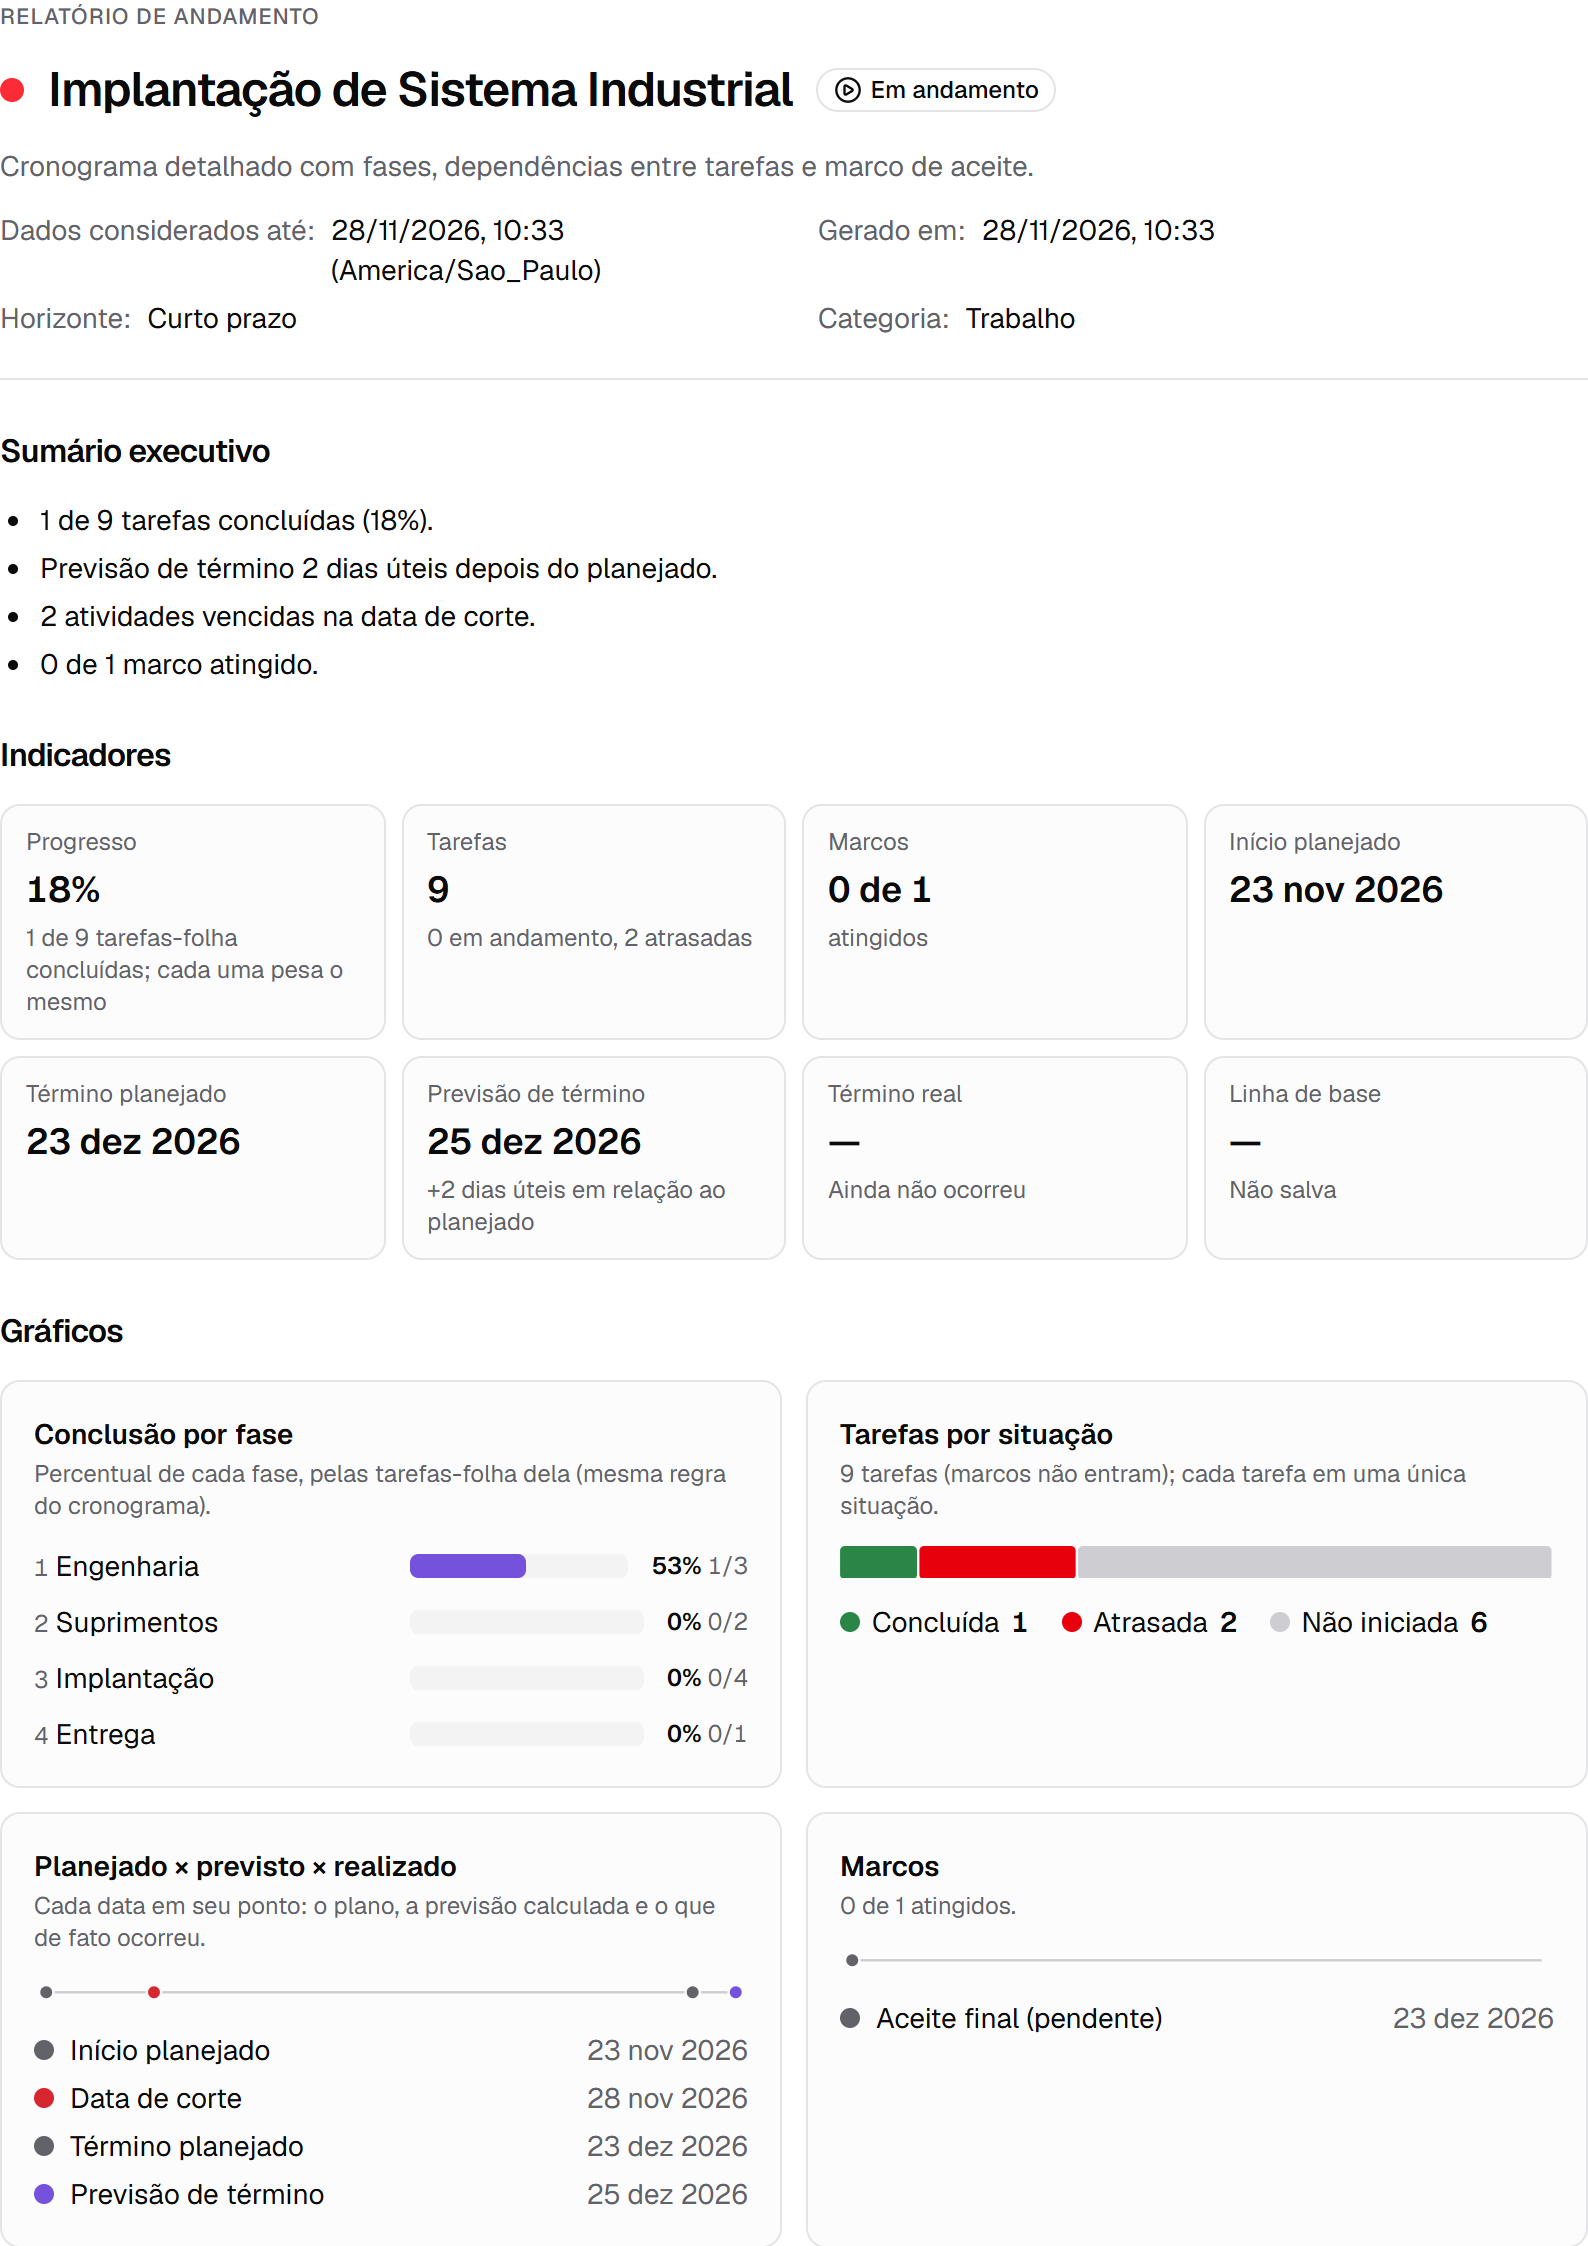 RELATÓRIO DE ANDAMENTO
Implantação de Sistema Industrial
Em andamento
Cronograma detalhado com fases, dependências entre tarefas e marco de aceite.
Dados considerados até: 28/11/2026, 10:33
(America/Sao_Paulo)
Gerado em: 28/11/2026, 10:33
Horizonte: Curto prazo
Categoria: Trabalho
Sumário executivo
1 de 9 tarefas concluídas (18%).
Previsão de término 2 dias úteis depois do planejado.
2 atividades vencidas na data de corte.
0 de 1 marco atingido.
Indicadores
Progresso
18%
1 de 9 tarefas-folha
concluídas; cada uma pesa o
mesmo
Tarefas
9
0 em andamento, 2 atrasadas
Marcos
0 de 1
atingidos
Início planejado
23 nov 2026
Término planejado
23 dez 2026
Previsão de término
25 dez 2026
+2 dias úteis em relação ao
planejado
Término real
—
Ainda não ocorreu
Linha de base
—
Não salva
Gráficos
Conclusão por fase
Percentual de cada fase, pelas tarefas-folha dela (mesma regra
do cronograma).
1 Engenharia 53% 1/3
2 Suprimentos 0% 0/2
3 Implantação 0% 0/4
4 Entrega 0% 0/1
Tarefas por situação
9 tarefas (marcos não entram); cada tarefa em uma única
situação.
Concluída 1 Atrasada 2 Não iniciada 6
Planejado × previsto × realizado
Cada data em seu ponto: o plano, a previsão calculada e o que
de fato ocorreu.
Início planejado 23 nov 2026
Data de corte 28 nov 2026
Término planejado 23 dez 2026
Previsão de término 25 dez 2026
Marcos
0 de 1 atingidos.
Aceite final (pendente) 23 dez 2026